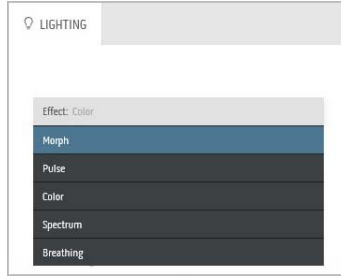 LIGHTING
Effect: Color
Morph
Pulse
Color
Spectrum
Breathing